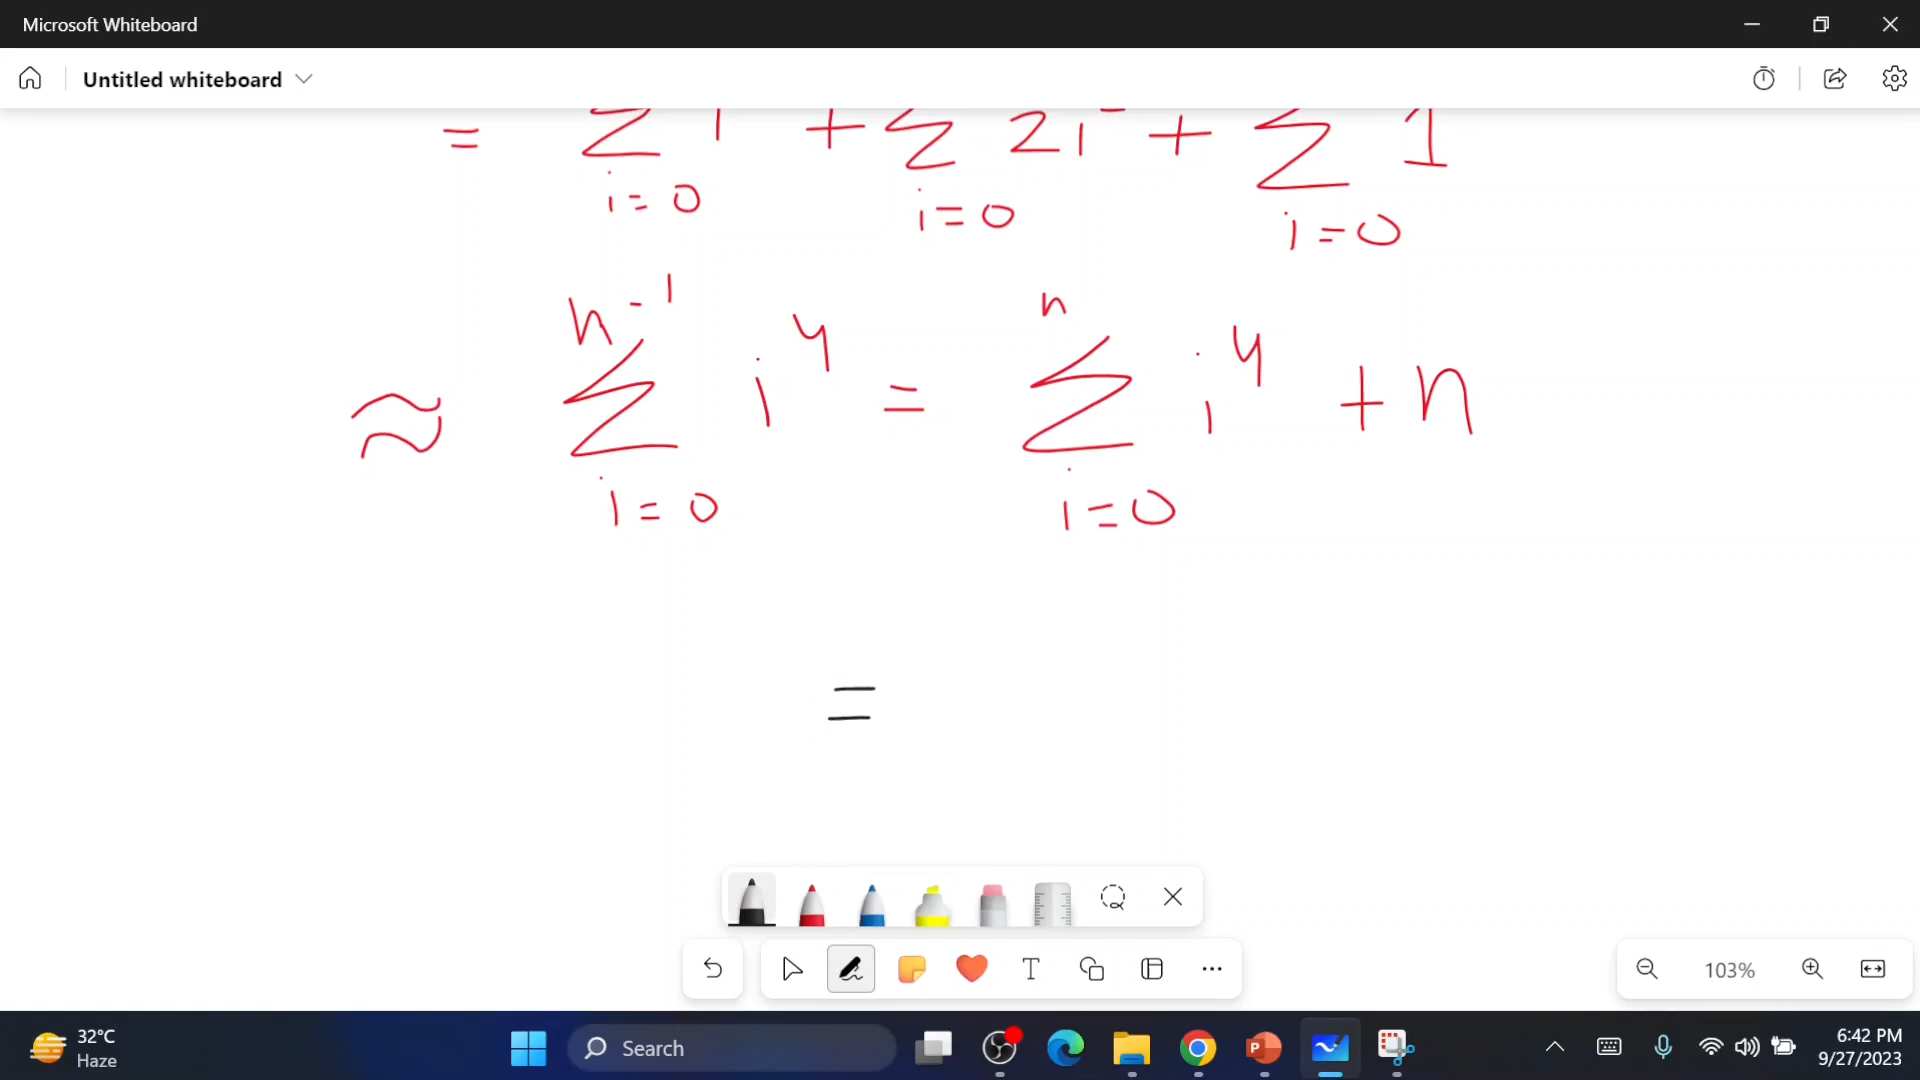 Microsoft Whiteboard
Untitled whiteboard
= ∑ i + ∑ 2i + ∑ 1
i=0 i=0 i=0
n-1 n
≈ ∑ i⁴ = ∑ i⁴ + n
i=0 i=0
=
T
103%
32°C
Haze
Search
6:42 PM
9/27/2023